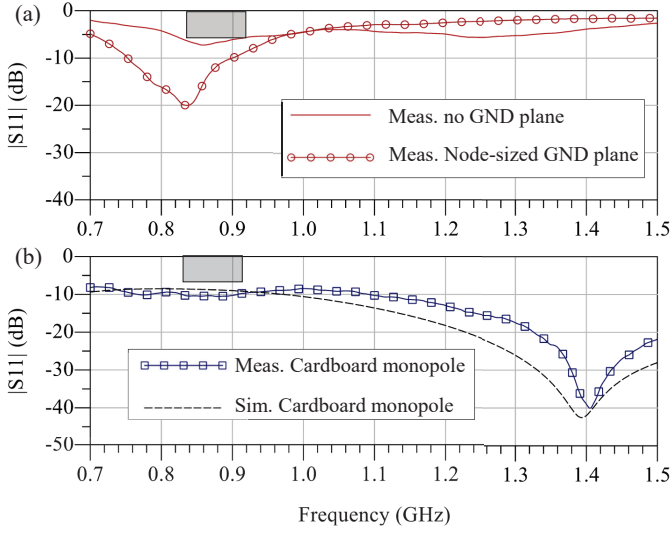 (a)
0
-10
-20
-30
-40
|S11| (dB)
Meas. no GND plane
Meas. Node-sized GND plane
0.7 0.8 0.9 1.0 1.1 1.2 1.3 1.4 1.5
(b)
0
-10
-20
-30
-40
-50
|S11| (dB)
Meas. Cardboard monopole
Sim. Cardboard monopole
0.7 0.8 0.9 1.0 1.1 1.2 1.3 1.4 1.5
Frequency (GHz)